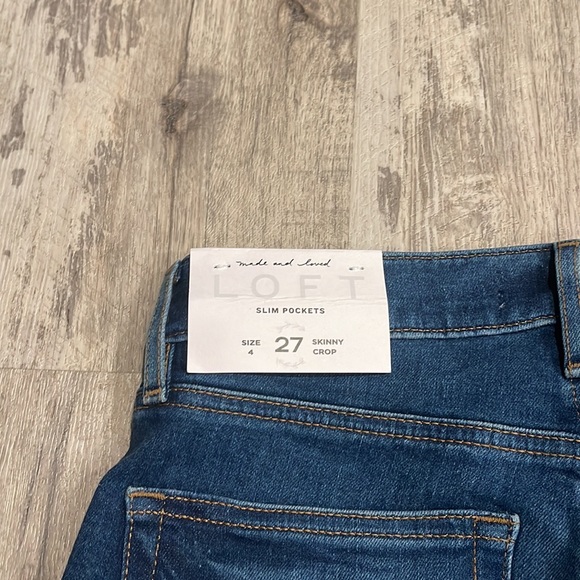 made and loved
LOFT
SLIM POCKETS
SIZE 4 27 SKINNY CROP